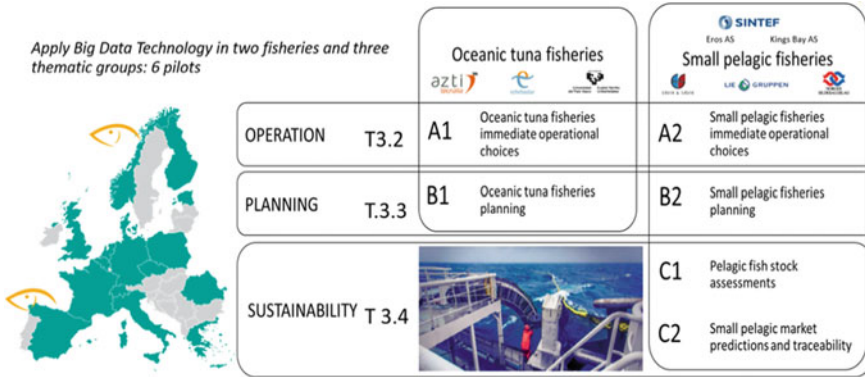 Apply Big Data Technology in two fisheries and three
thematic groups: 6 pilots
Oceanic tuna fisheries
azti
SINTEF
Eros AS Kings Bay AS
Small pelagic fisheries
LIE GRUPPEN
OPERATION T3.2
A1 Oceanic tuna fisheries
immediate operational
choices
A2 Small pelagic fisheries
immediate operational
choices
PLANNING T.3.3
B1 Oceanic tuna fisheries
planning
B2 Small pelagic fisheries
planning
SUSTAINABILITY T 3.4
C1 Pelagic fish stock
assessments
C2 Small pelagic market
predictions and traceability